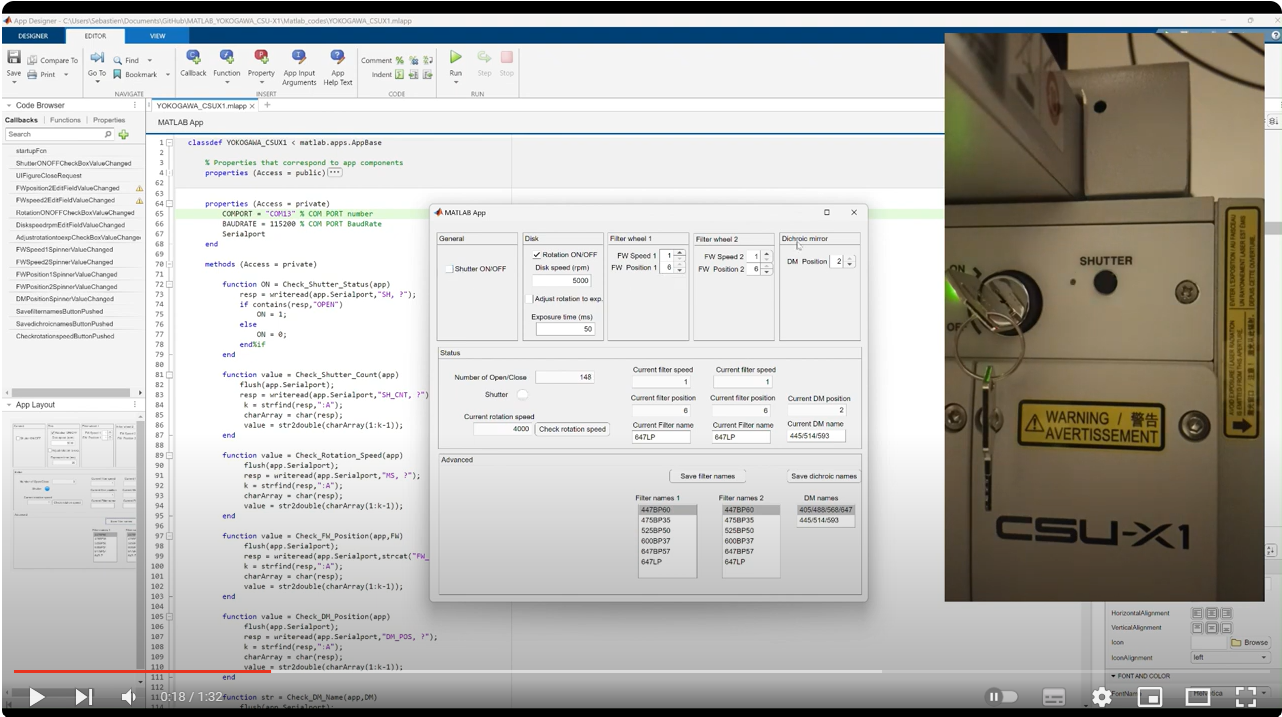 App Designer - C:\Users\Sebastien\Documents\GitHub\MATLAB_YOKOGAWA_CSU-X1\Matlab_codes\YOKOGAWA_CSUX1.mlapp
DESIGNER EDITOR VIEW
Save Compare To Print Go To Find Bookmark Callback Function Property App Input Arguments App Help Text Comment Indent Run Step Stop
NAVIGATE INSERT CODE RUN
Code Browser
Callbacks Functions Properties
Search
startupFcn
ShutterONOFFCheckBoxValueChanged
UIFigureCloseRequest
FWposition2EditFieldValueChanged
FWspeed2EditFieldValueChanged
RotationONOFFCheckBoxValueChanged
DiskspeedrpmEditFieldValueChanged
AdjustrotationtoexpCheckBoxValueChange
FWSpeed1SpinnerValueChanged
FWSpeed2SpinnerValueChanged
FWPosition1SpinnerValueChanged
FWPosition2SpinnerValueChanged
DMPositionSpinnerValueChanged
SavefilternamesButtonPushed
SavedichroicnamesButtonPushed
CheckrotationspeedButtonPushed
App Layout
YOKOGAWA_CSUX1.mlapp
MATLAB App
1 classdef YOKOGAWA_CSUX1 < matlab.apps.AppBase
2
3 % Properties that correspond to app components
4 properties (Access = public)
62
63
64 properties (Access = private)
65 COMPORT = "COM13" % COM PORT number
66 BAUDRATE = 115200 % COM PORT BaudRate
67 Serialport
68 end
69
70 methods (Access = private)
71
72 function ON = Check_Shutter_Status(app)
73 resp = writeread(app.Serialport,"SH, ?");
74 if contains(resp,"OPEN")
75 ON = 1;
76 else
77 ON = 0;
78 end%if
79 end
80
81 function value = Check_Shutter_Count(app)
82 flush(app.Serialport);
83 resp = writeread(app.Serialport,"SH_CNT, ?")
84 k = strfind(resp,":A");
85 charArray = char(resp);
86 value = str2double(charArray(1:k-1));
87 end
88
89 function value = Check_Rotation_Speed(app)
90 flush(app.Serialport);
91 resp = writeread(app.Serialport,"MS, ?");
92 k = strfind(resp,":A");
93 charArray = char(resp);
94 value = str2double(charArray(1:k-1));
95 end
96
97 function value = Check_FW_Position(app,FW)
98 flush(app.Serialport);
99 resp = writeread(app.Serialport,strcat("FW_
100 k = strfind(resp,":A");
101 charArray = char(resp);
102 value = str2double(charArray(1:k-1));
103 end
104
105 function value = Check_DM_Position(app)
106 flush(app.Serialport);
107 resp = writeread(app.Serialport,"DM_POS, ?");
108 k = strfind(resp,":A");
109 charArray = char(resp);
110 value = str2double(charArray(1:k-1));
111 end
function str = Check_DM_Name(app,DM)
MATLAB App
General Disk Filter wheel 1 Filter wheel 2 Dichroic mirror
Shutter ON/OFF
Rotation ON/OFF
Disk speed (rpm)
5000
Adjust rotation to exp.
Exposure time (ms)
50
FW Speed 1 1
FW Position 1 6
FW Speed 2 1
FW Position 2 6
DM Position 2
Status
Number of Open/Close 148
Shutter
Current rotation speed
4000 Check rotation speed
Current filter speed
1
Current filter position
6
Current Filter name
647LP
Current filter speed
1
Current filter position
6
Current Filter name
647LP
Current DM position
2
Current DM name
445/514/593
Advanced
Save filter names Save dichroic names
Filter names 1 Filter names 2 DM names
447BP60 447BP60 405/488/568/647
475BP35 475BP35 445/514/593
525BP50 525BP50
600BP37 600BP37
647BP57 647BP57
647LP 647LP
ON
OF
SHUTTER
WARNING / 警告
AVERTISSEMENT
CSU-X1
HorizontalAlignment
VerticalAlignment
Icon Browse
IconAlignment left
FONT AND COLOR
FontName Helvetica
0:18 / 1:32